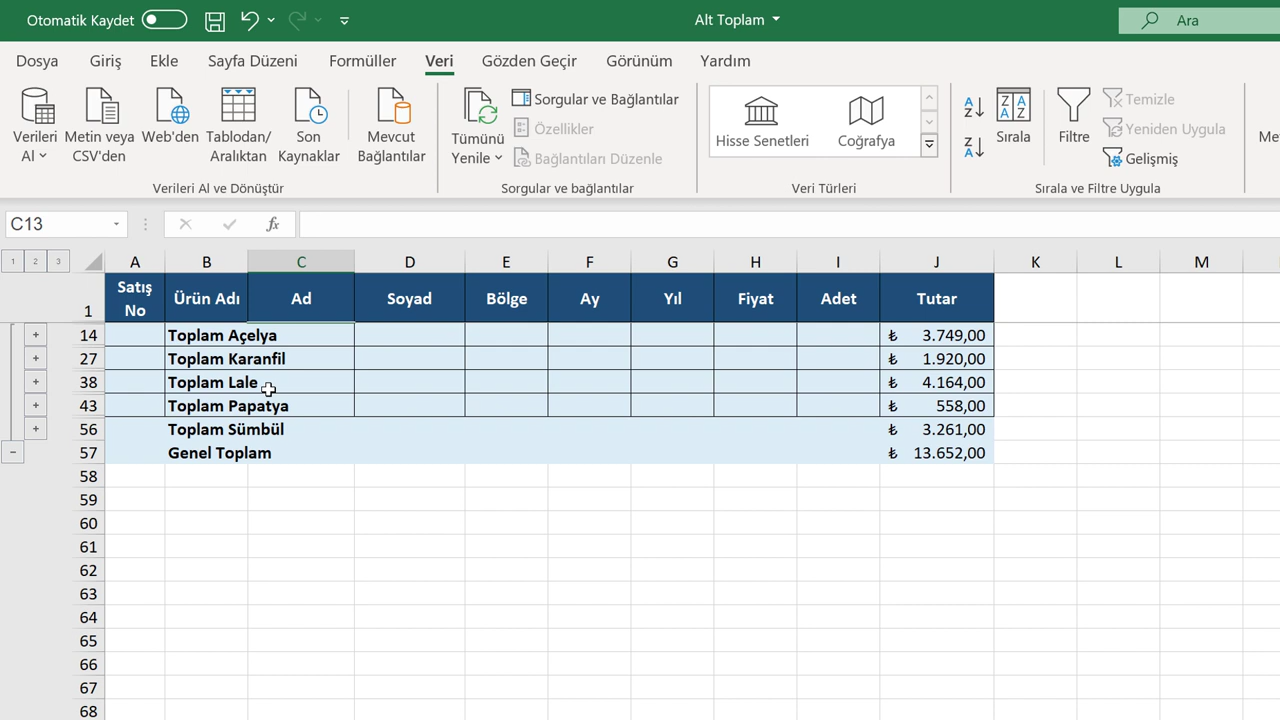 Otomatik Kaydet
Alt Toplam
Ara
Dosya Giriş Ekle Sayfa Düzeni Formüller Veri Gözden Geçir Görünüm Yardım
Verileri Al
Metin veya CSV'den
Web'den
Tablodan/ Aralıktan
Son Kaynaklar
Mevcut Bağlantılar
Tümünü Yenile
Sorgular ve Bağlantılar
Özellikler
Bağlantıları Düzenle
Hisse Senetleri
Coğrafya
A Z
Z A
Z A A Z
Sırala
Filtre
Temizle
Yeniden Uygula
Gelişmiş
Verileri Al ve Dönüştür
Sorgular ve bağlantılar
Veri Türleri
Sırala ve Filtre Uygula
C13
fx
1 2 3
A B C D E F G H I J K L M
1 Satış No Ürün Adı Ad Soyad Bölge Ay Yıl Fiyat Adet Tutar
14 Toplam Açelya ₺ 3.749,00
27 Toplam Karanfil ₺ 1.920,00
38 Toplam Lale ₺ 4.164,00
43 Toplam Papatya ₺ 558,00
56 Toplam Sümbül ₺ 3.261,00
57 Genel Toplam ₺ 13.652,00
58
59
60
61
62
63
64
65
66
67
68